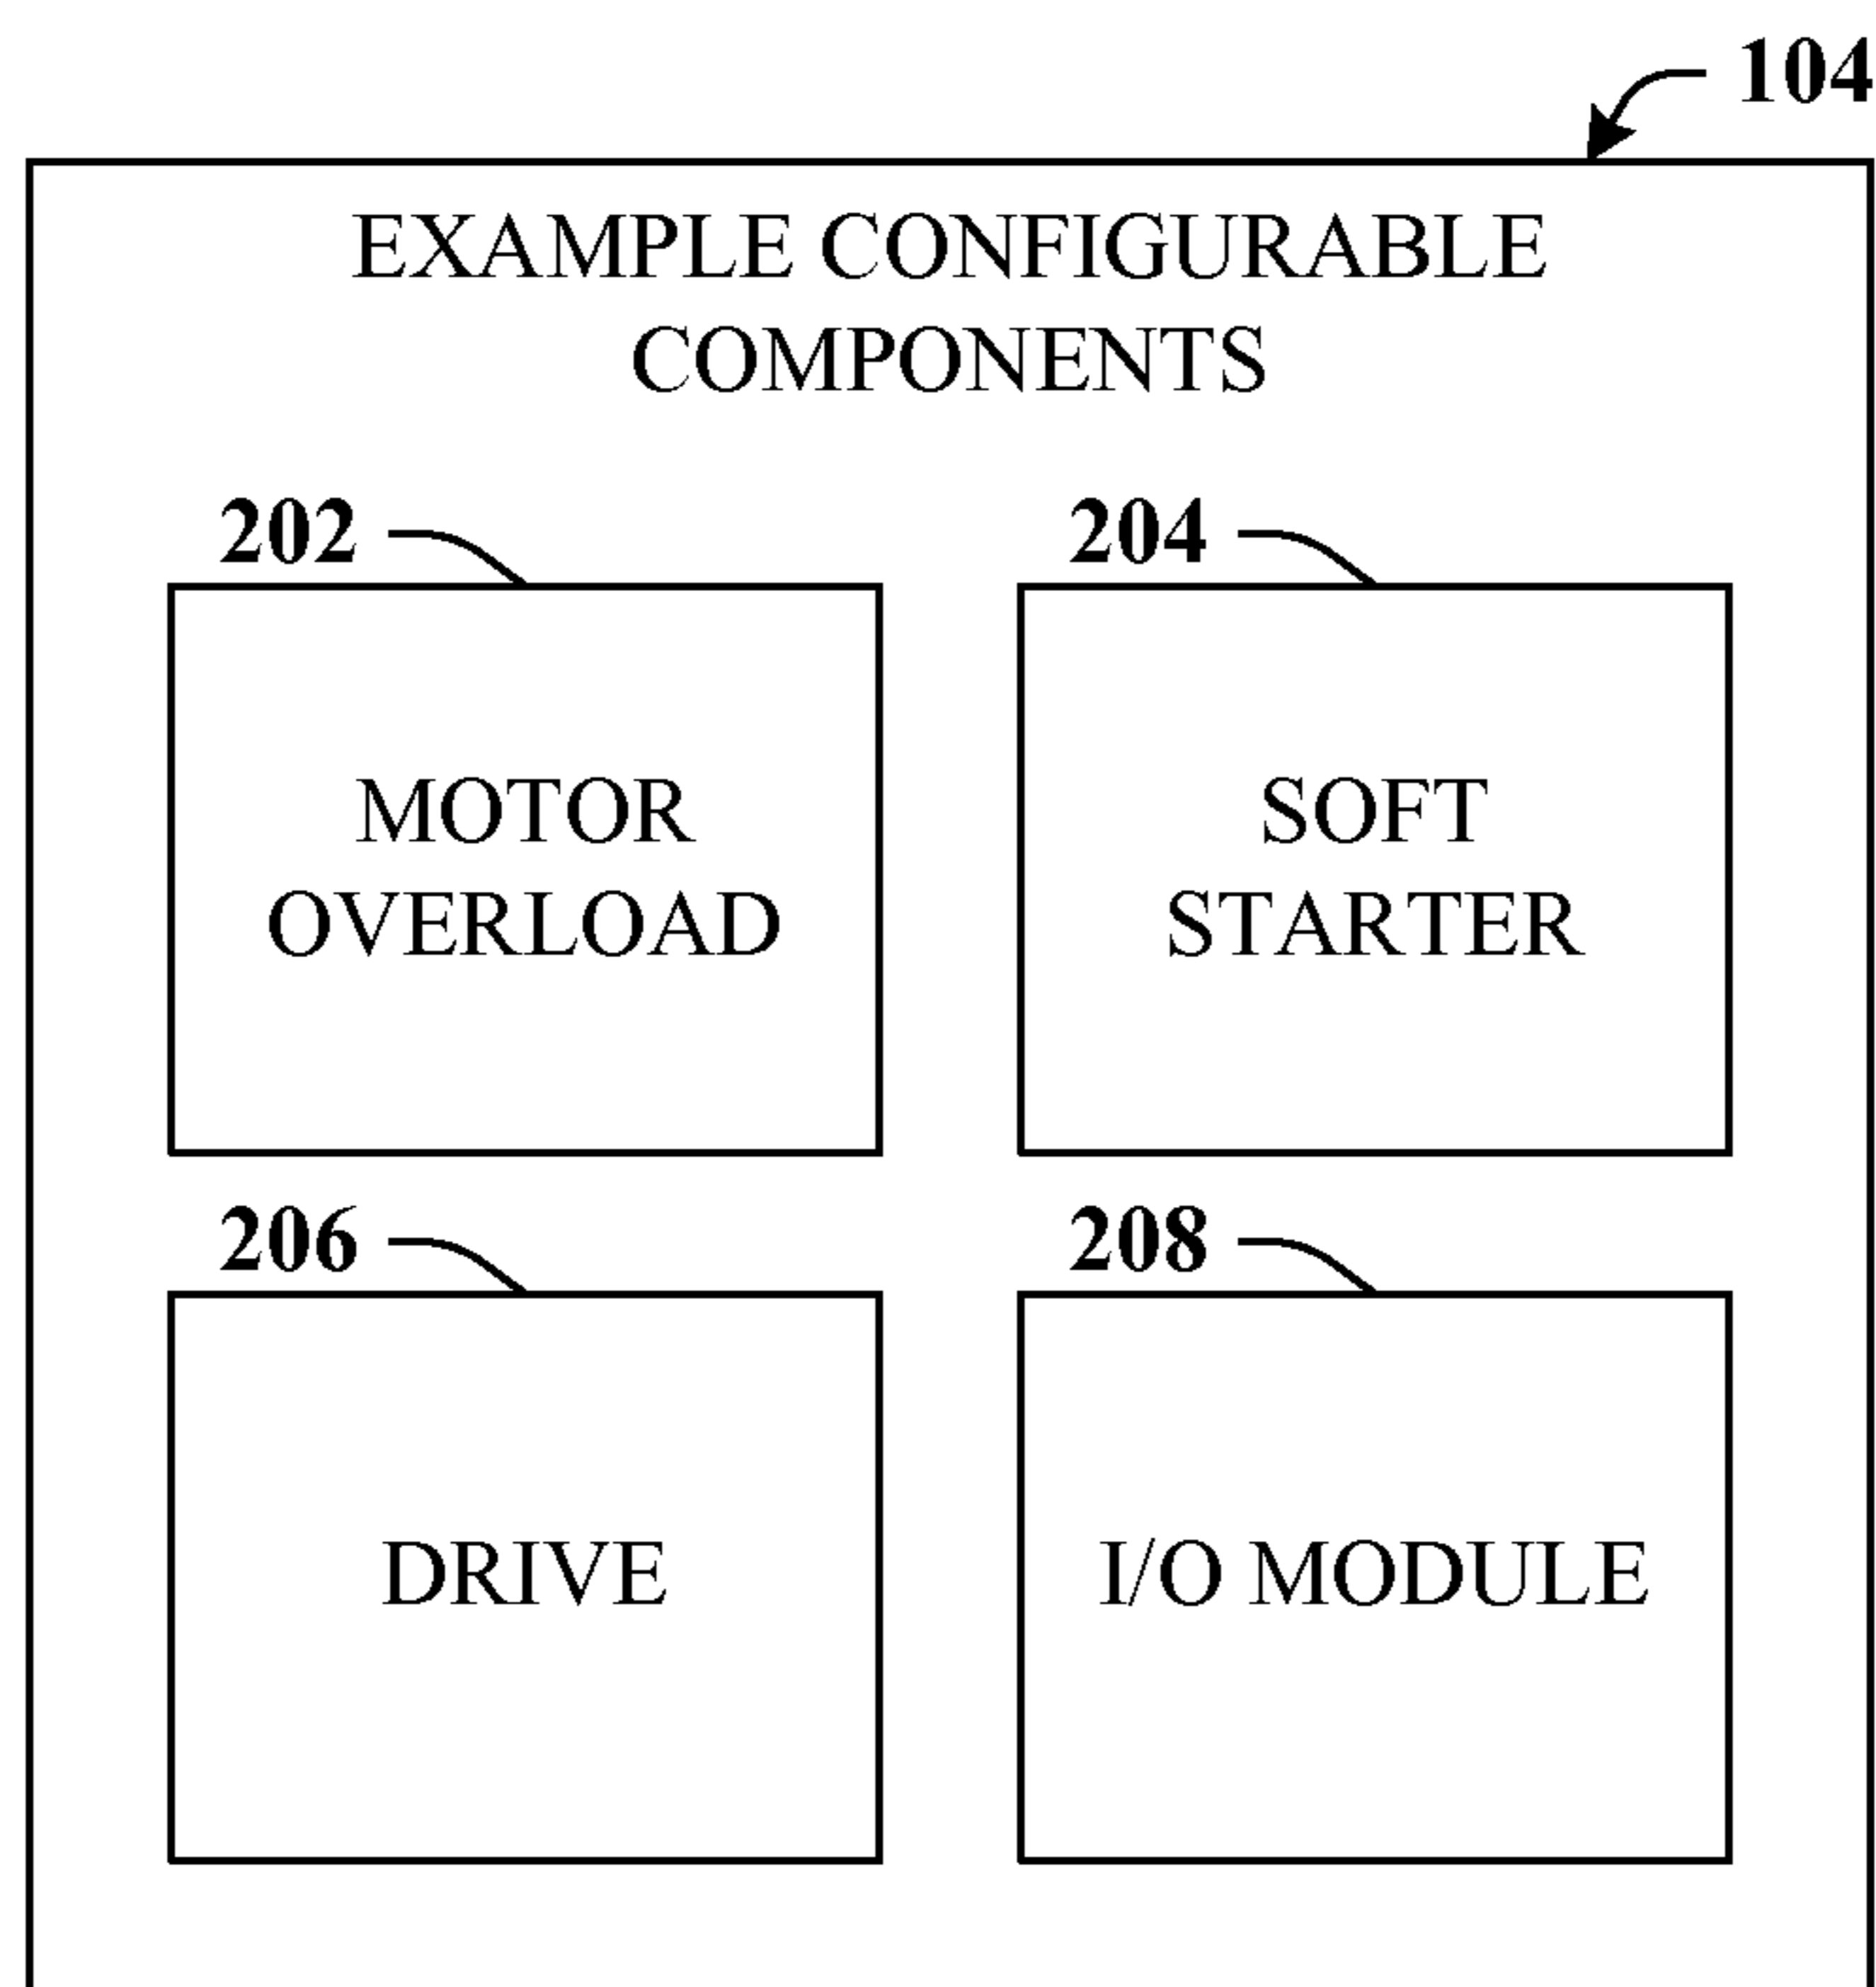 104
EXAMPLE CONFIGURABLE
COMPONENTS
202
204
MOTOR
OVERLOAD
SOFT
STARTER
206
208
DRIVE
I/O MODULE